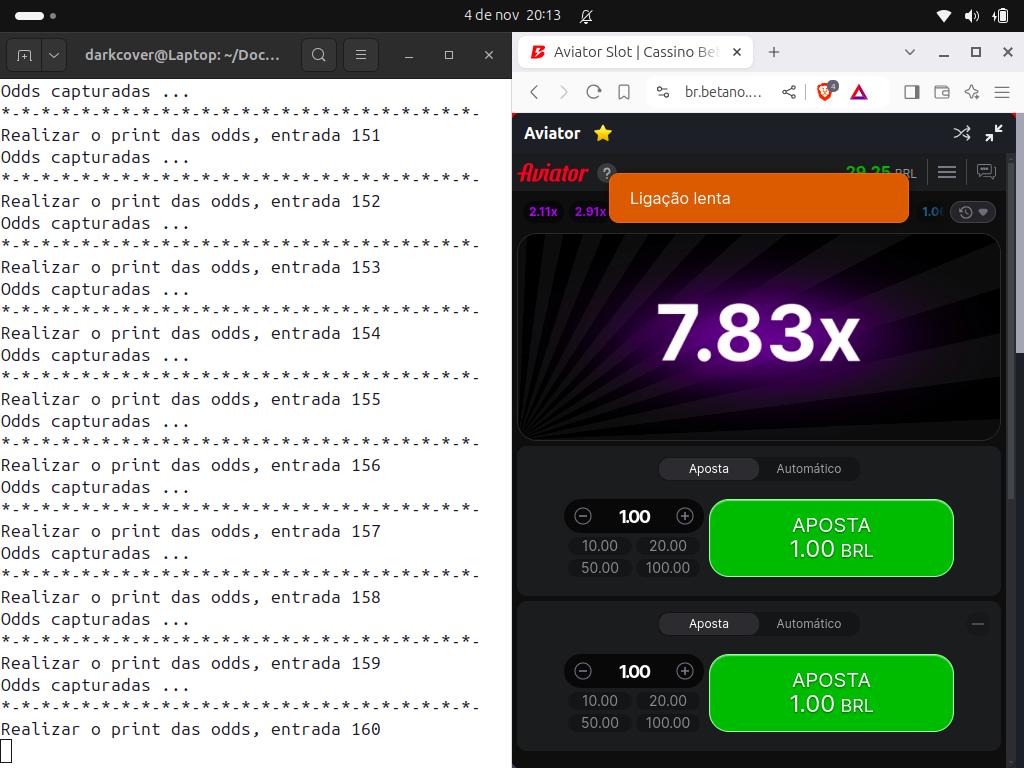 4 de nov 20:13
darkcover@Laptop: ~/Doc...
Odds capturadas ...
*-*-*-*-*-*-*-*-*-*-*-*-*-*-*-*-*-*-*-*-*-*-*-*-
Realizar o print das odds, entrada 151
Odds capturadas ...
*-*-*-*-*-*-*-*-*-*-*-*-*-*-*-*-*-*-*-*-*-*-*-*-
Realizar o print das odds, entrada 152
Odds capturadas ...
*-*-*-*-*-*-*-*-*-*-*-*-*-*-*-*-*-*-*-*-*-*-*-*-
Realizar o print das odds, entrada 153
Odds capturadas ...
*-*-*-*-*-*-*-*-*-*-*-*-*-*-*-*-*-*-*-*-*-*-*-*-
Realizar o print das odds, entrada 154
Odds capturadas ...
*-*-*-*-*-*-*-*-*-*-*-*-*-*-*-*-*-*-*-*-*-*-*-*-
Realizar o print das odds, entrada 155
Odds capturadas ...
*-*-*-*-*-*-*-*-*-*-*-*-*-*-*-*-*-*-*-*-*-*-*-*-
Realizar o print das odds, entrada 156
Odds capturadas ...
*-*-*-*-*-*-*-*-*-*-*-*-*-*-*-*-*-*-*-*-*-*-*-*-
Realizar o print das odds, entrada 157
Odds capturadas ...
*-*-*-*-*-*-*-*-*-*-*-*-*-*-*-*-*-*-*-*-*-*-*-*-
Realizar o print das odds, entrada 158
Odds capturadas ...
*-*-*-*-*-*-*-*-*-*-*-*-*-*-*-*-*-*-*-*-*-*-*-*-
Realizar o print das odds, entrada 159
Odds capturadas ...
*-*-*-*-*-*-*-*-*-*-*-*-*-*-*-*-*-*-*-*-*-*-*-*-
Realizar o print das odds, entrada 160
Aviator Slot | Cassino Bet
br.betano....
4
Aviator
Aviator ? 29.25 BRL
Ligação lenta
2.11x 2.91x 1.0
7.83x
Aposta Automático
1.00
10.00 20.00
50.00 100.00
APOSTA
1.00 BRL
Aposta Automático
1.00
10.00 20.00
50.00 100.00
APOSTA
1.00 BRL